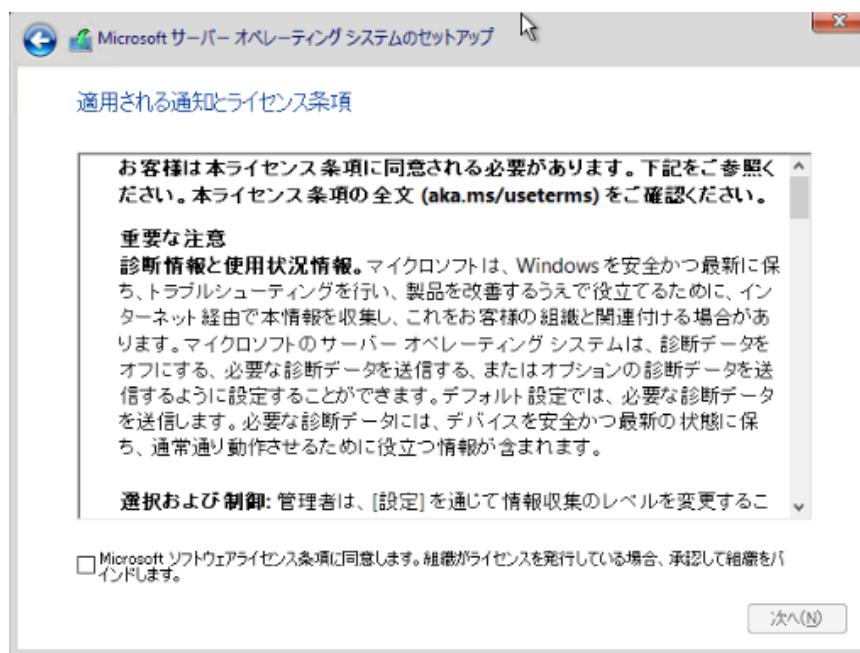 Microsoft サーバー オペレーティング システムのセットアップ
適用される通知とライセンス条項
お客様は本ライセンス条項に同意される必要があります。下記をご参照く
ださい。本ライセンス条項の全文 (aka.ms/useterms) をご確認ください。
重要な注意
診断情報と使用状況情報。マイクロソフトは、Windows を安全かつ最新に保
ち、トラブルシューティングを行い、製品を改善するうえで役立てるために、イン
ターネット経由で本情報を収集し、これをお客様の組織と関連付ける場合があ
ります。マイクロソフトのサーバー オペレーティング システムは、診断データを
オフにする、必要な診断データを送信する、またはオプションの診断データを送
信するように設定することができます。デフォルト設定では、必要な診断データ
を送信します。必要な診断データには、デバイスを安全かつ最新の状態に保
ち、通常通り動作させるために役立つ情報が含まれます。
選択および制御: 管理者は、[設定] を通じて情報収集のレベルを変更するこ
Microsoft ソフトウェアライセンス条項に同意します。組織がライセンスを発行している場合、承認して組織をバ
インドします。
次へ(N)